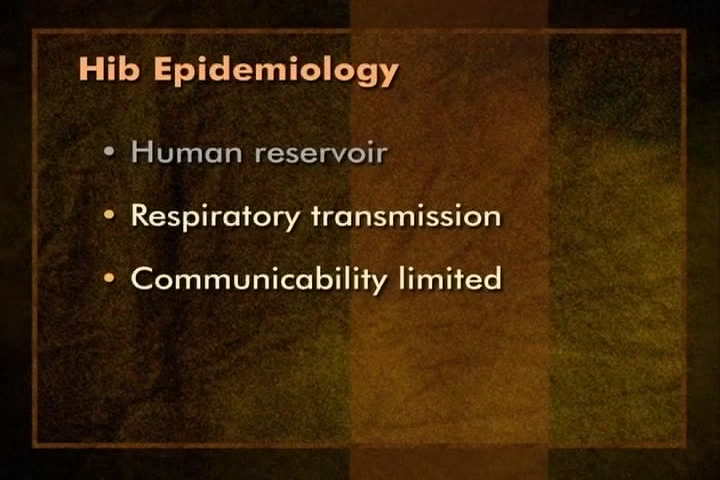 Hib Epidemiology
• Human reservoir
• Respiratory transmission
• Communicability limited